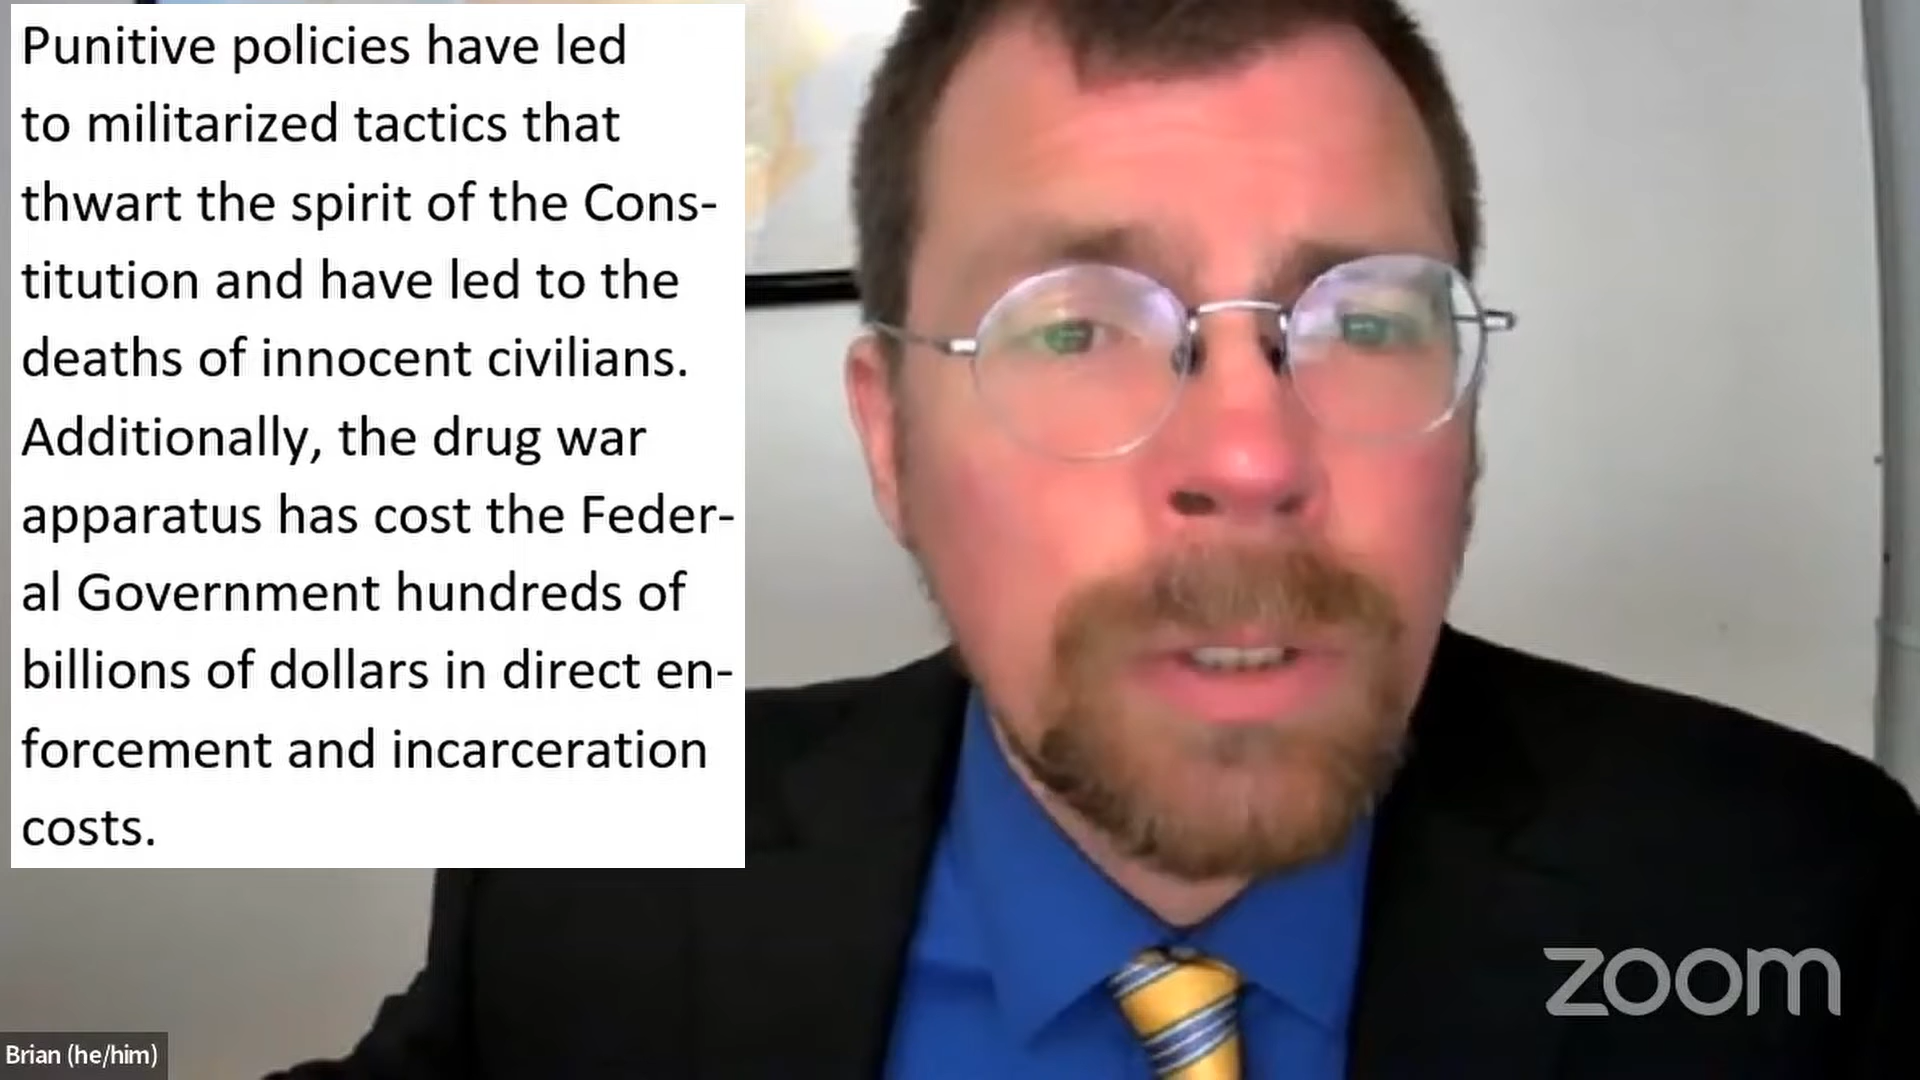 Punitive policies have led
to militarized tactics that
thwart the spirit of the Cons-
titution and have led to the
deaths of innocent civilians.
Additionally, the drug war
apparatus has cost the Feder-
al Government hundreds of
billions of dollars in direct en-
forcement and incarceration
costs.
zoom
Brian (he/him)